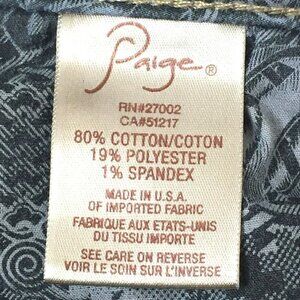 Paige®
RN#27002
CA#51217
80% COTTON/COTON
19% POLYESTER
1% SPANDEX
MADE IN U.S.A.
OF IMPORTED FABRIC
FABRIQUE AUX ETATS-UNIS
DU TISSU IMPORTE
SEE CARE ON REVERSE
VOIR LE SOIN SUR L'INVERSE